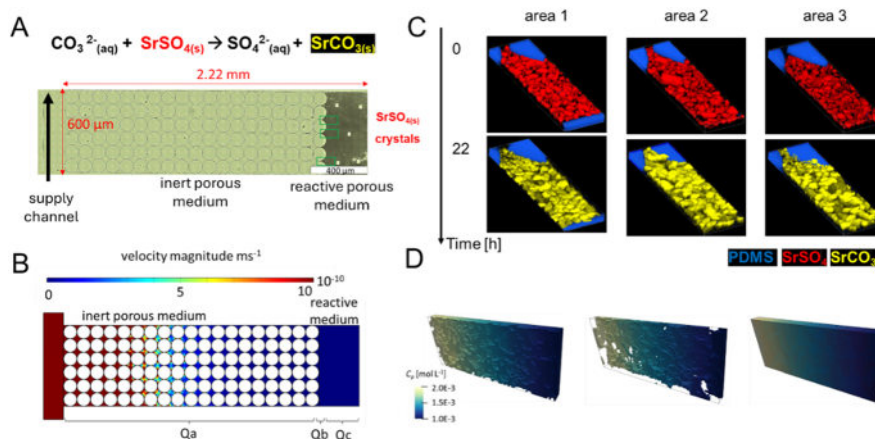 A
CO₃ ²⁻(aq) + SrSO₄(s) → SO₄²⁻(aq) + SrCO₃(s)
2.22 mm
600 μm
SrSO₄(s)
crystals
400 μm
supply
channel
inert porous
medium
reactive porous
medium
B
velocity magnitude ms⁻¹
0
5
10
10⁻¹⁰
inert porous medium
reactive
medium
Qa
Qb
Qc
C
area 1
area 2
area 3
0
22
Time [h]
PDMS
SrSO₄
SrCO₃
D
[mol L⁻¹]
2.0E-3
1.5E-3
1.0E-3